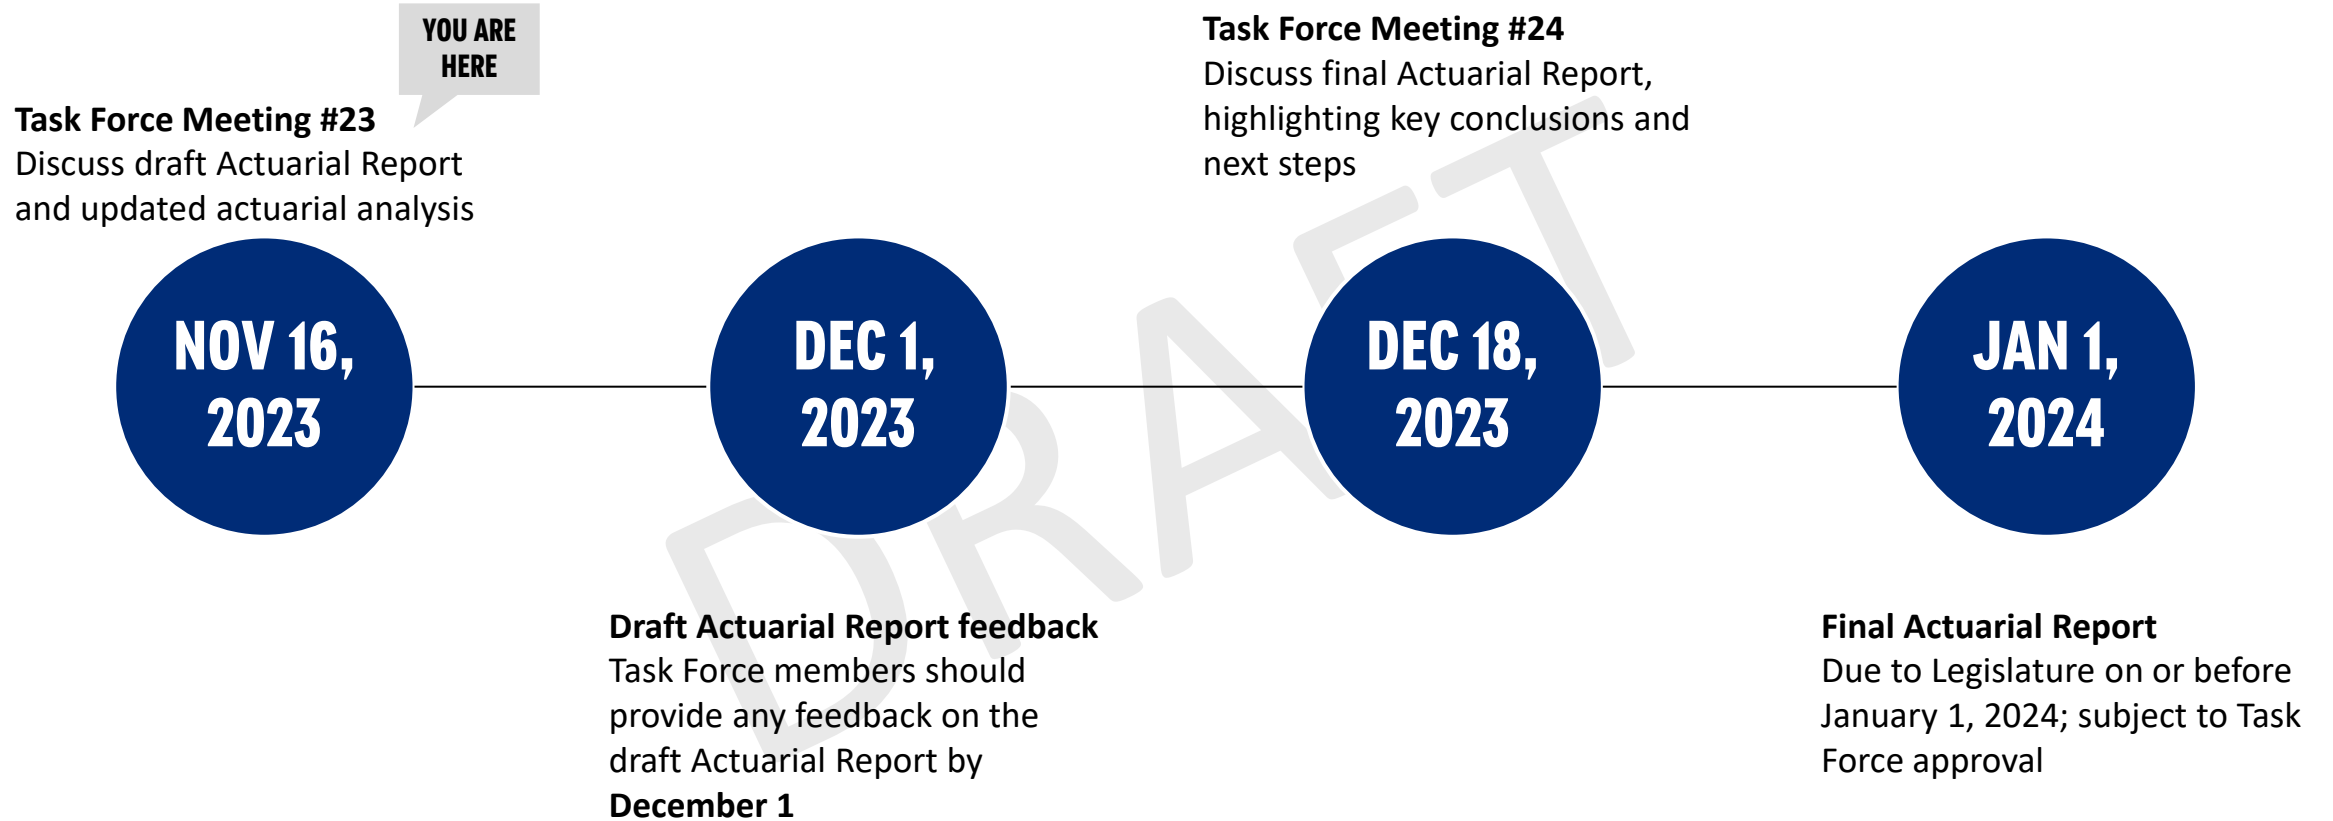 YOU ARE
HERE
Task Force Meeting #23
Discuss draft Actuarial Report
and updated actuarial analysis
NOV 16,
2023
Draft Actuarial Report feedback
Task Force members should
provide any feedback on the
draft Actuarial Report by
December 1
DEC 1,
2023
Task Force Meeting #24
Discuss final Actuarial Report,
highlighting key conclusions and
next steps
DEC 18,
2023
JAN 1,
2024
Final Actuarial Report
Due to Legislature on or before
January 1, 2024; subject to Task
Force approval
DRAFT